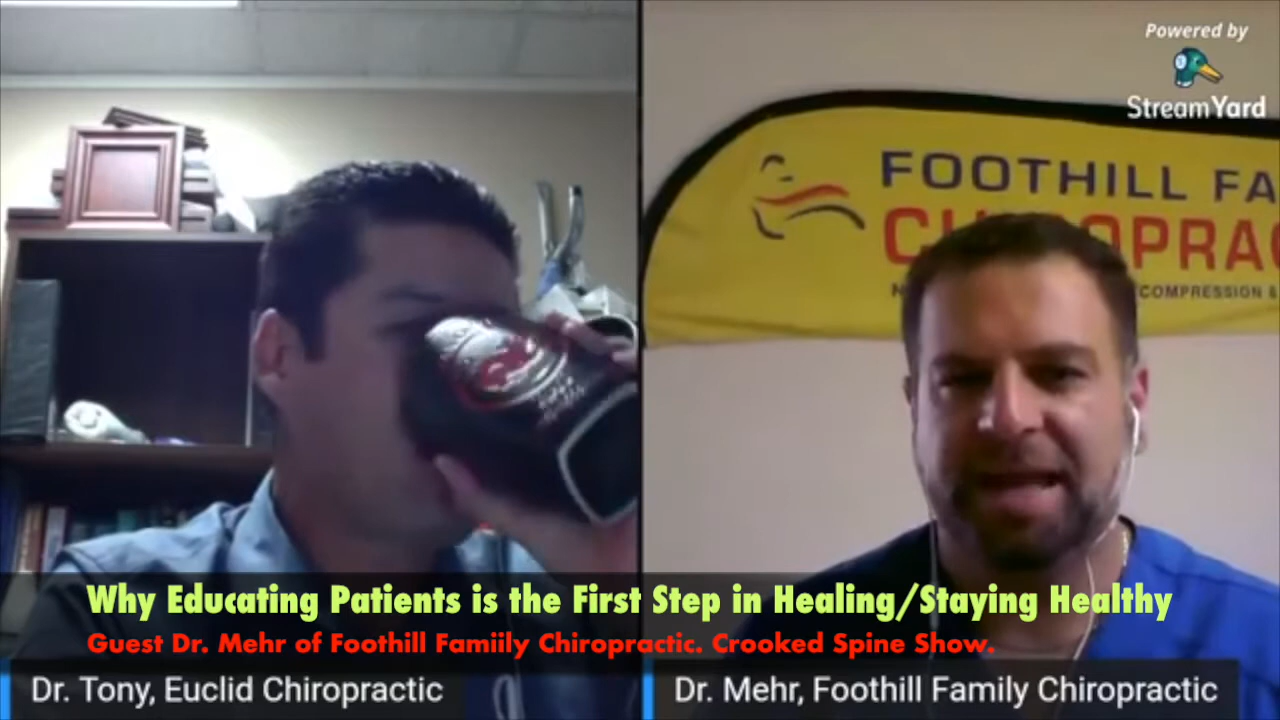 Powered by
StreamYard
FOOTHILL FA
CHIROPRAC
COMPRESSION &
Why Educating Patients is the First Step in Healing/Staying Healthy
Guest Dr. Mehr of Foothill Famiily Chiropractic. Crooked Spine Show.
Dr. Tony, Euclid Chiropractic
Dr. Mehr, Foothill Family Chiropractic